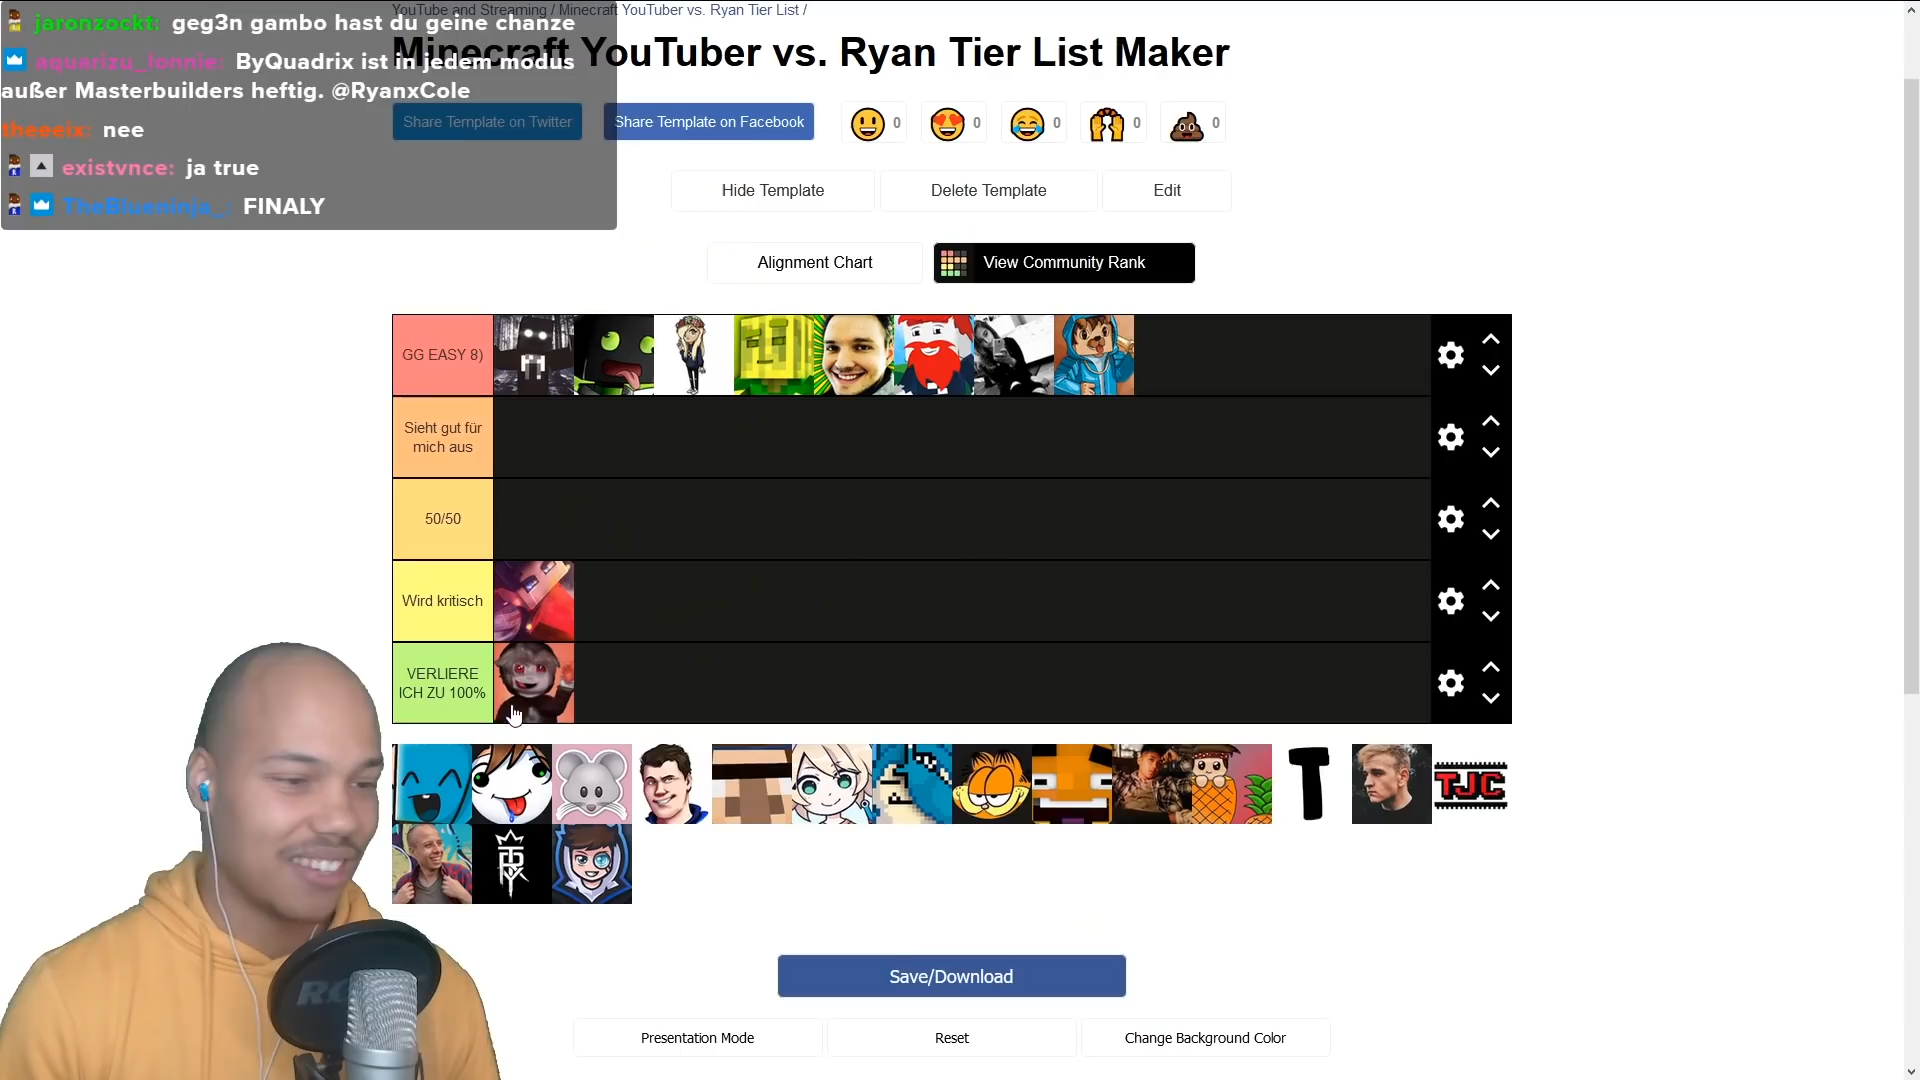 YouTube and Streaming / Minecraft YouTuber vs. Ryan Tier List /
jaronzockt: geg3n gambo hast du geine chanze
Minecraft YouTuber vs. Ryan Tier List Maker
aquarizu_lonnie: ByQuadrix ist in jedem modus
außer Masterbuilders heftig. @RyanxCole
Share Template on Twitter
Share Template on Facebook
0
0
0
0
0
theeeix: nee
existvnce: ja true
TheBlueninja_: FINALY
Hide Template
Delete Template
Edit
Alignment Chart
View Community Rank
GG EASY 8)
Sieht gut für
mich aus
50/50
Wird kritisch
VERLIERE
ICH ZU 100%
T
TJC
Save/Download
Presentation Mode
Reset
Change Background Color